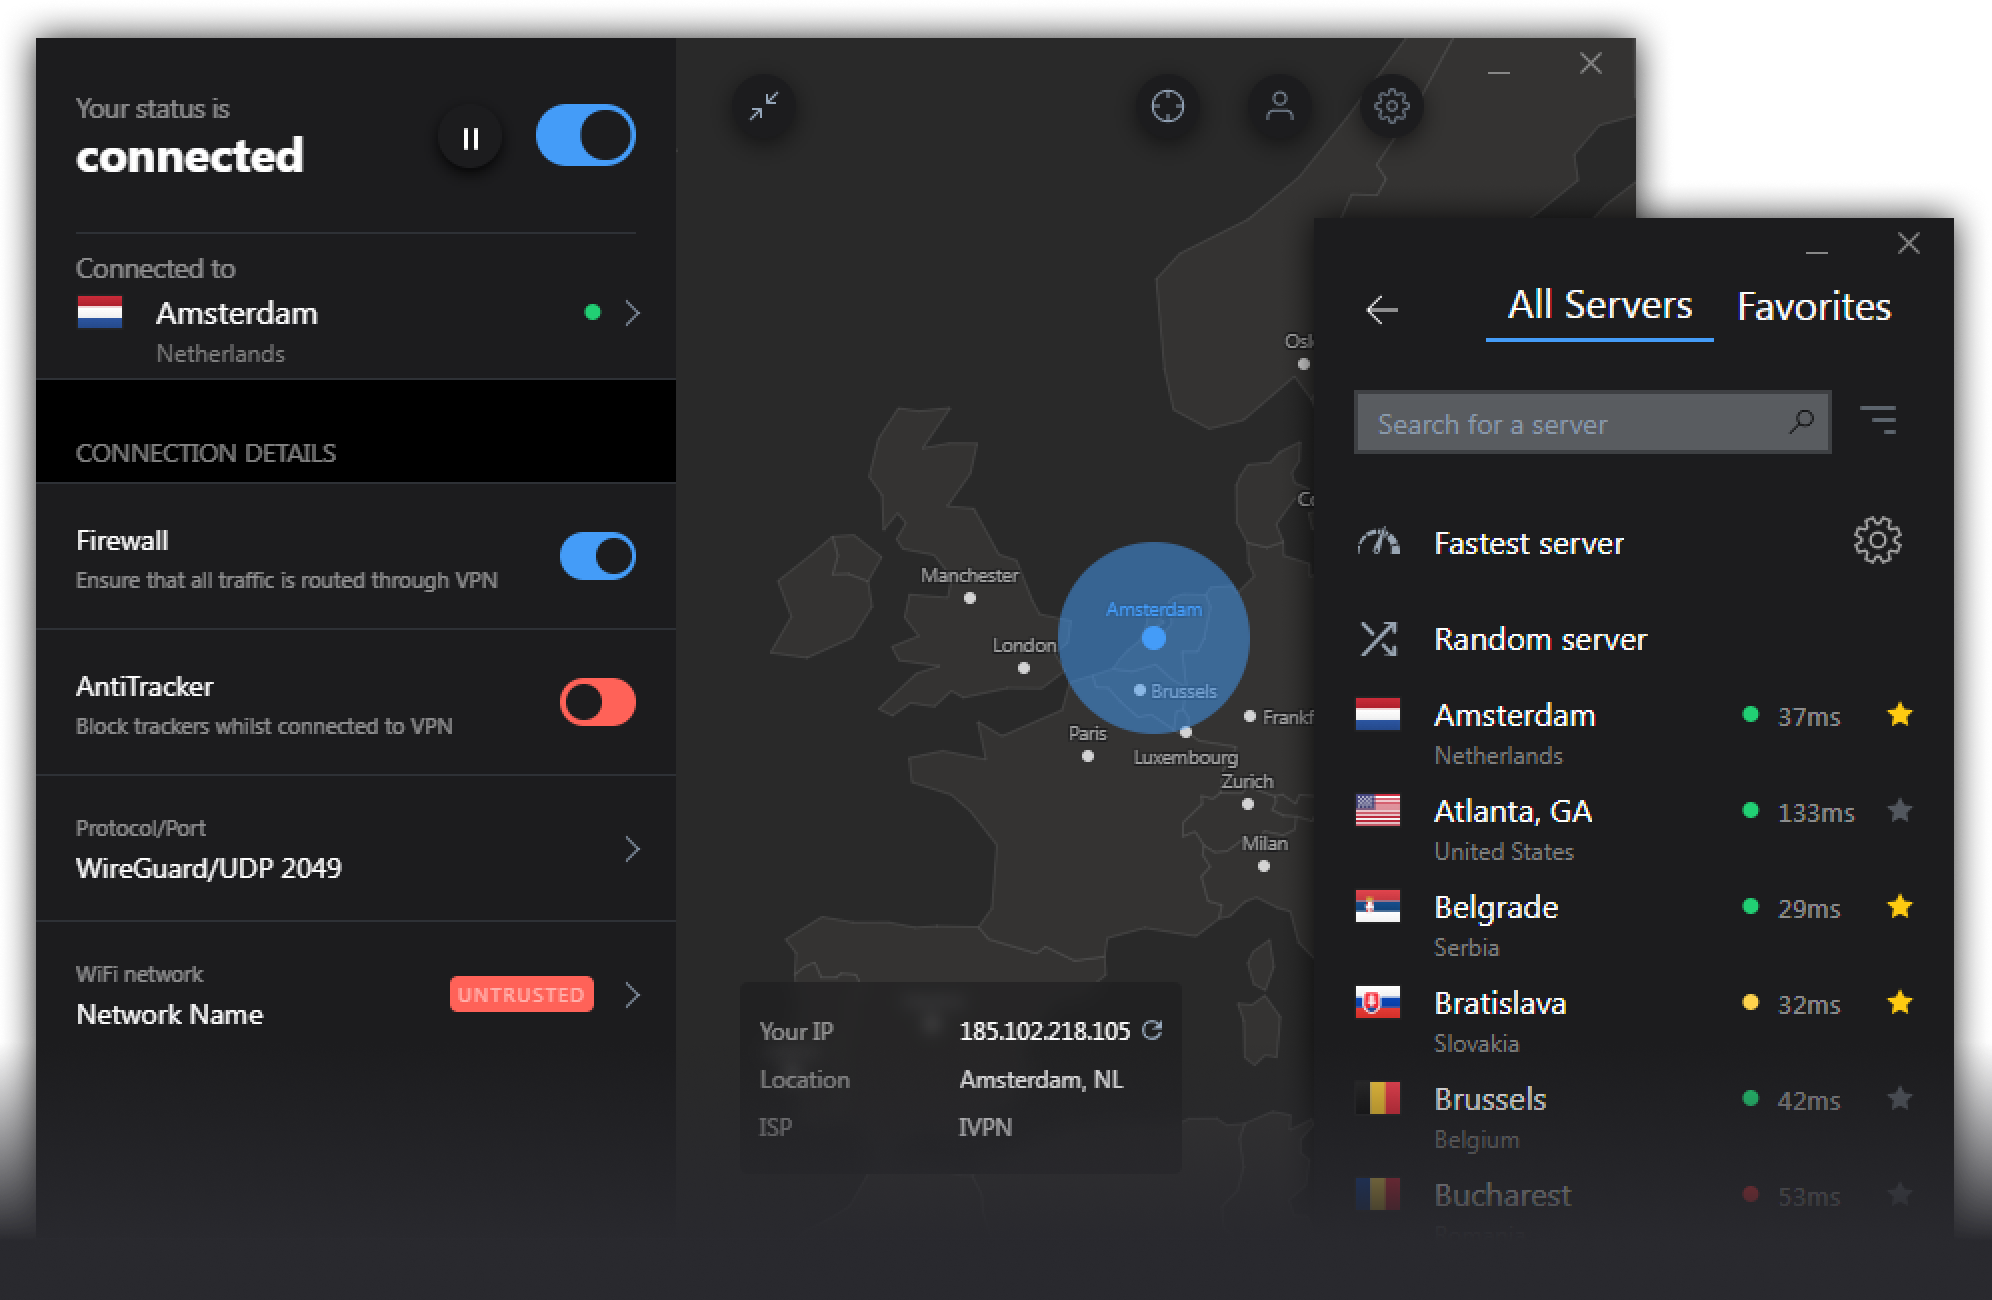 Your status is
connected
Connected to
Amsterdam
Netherlands
CONNECTION DETAILS
Firewall
Ensure that all traffic is routed through VPN
AntiTracker
Block trackers whilst connected to VPN
Protocol/Port
WireGuard/UDP 2049
WiFi network
Network Name
UNTRUSTED
Manchester
London
Amsterdam
Brussels
Paris
Luxembourg
Zurich
Milan
Your IP 185.102.218.105
Location Amsterdam, NL
ISP IVPN
All Servers Favorites
Search for a server
Fastest server
Random server
Amsterdam 37ms
Netherlands
Atlanta, GA 133ms
United States
Belgrade 29ms
Serbia
Bratislava 32ms
Slovakia
Brussels 42ms
Belgium
Bucharest 53ms